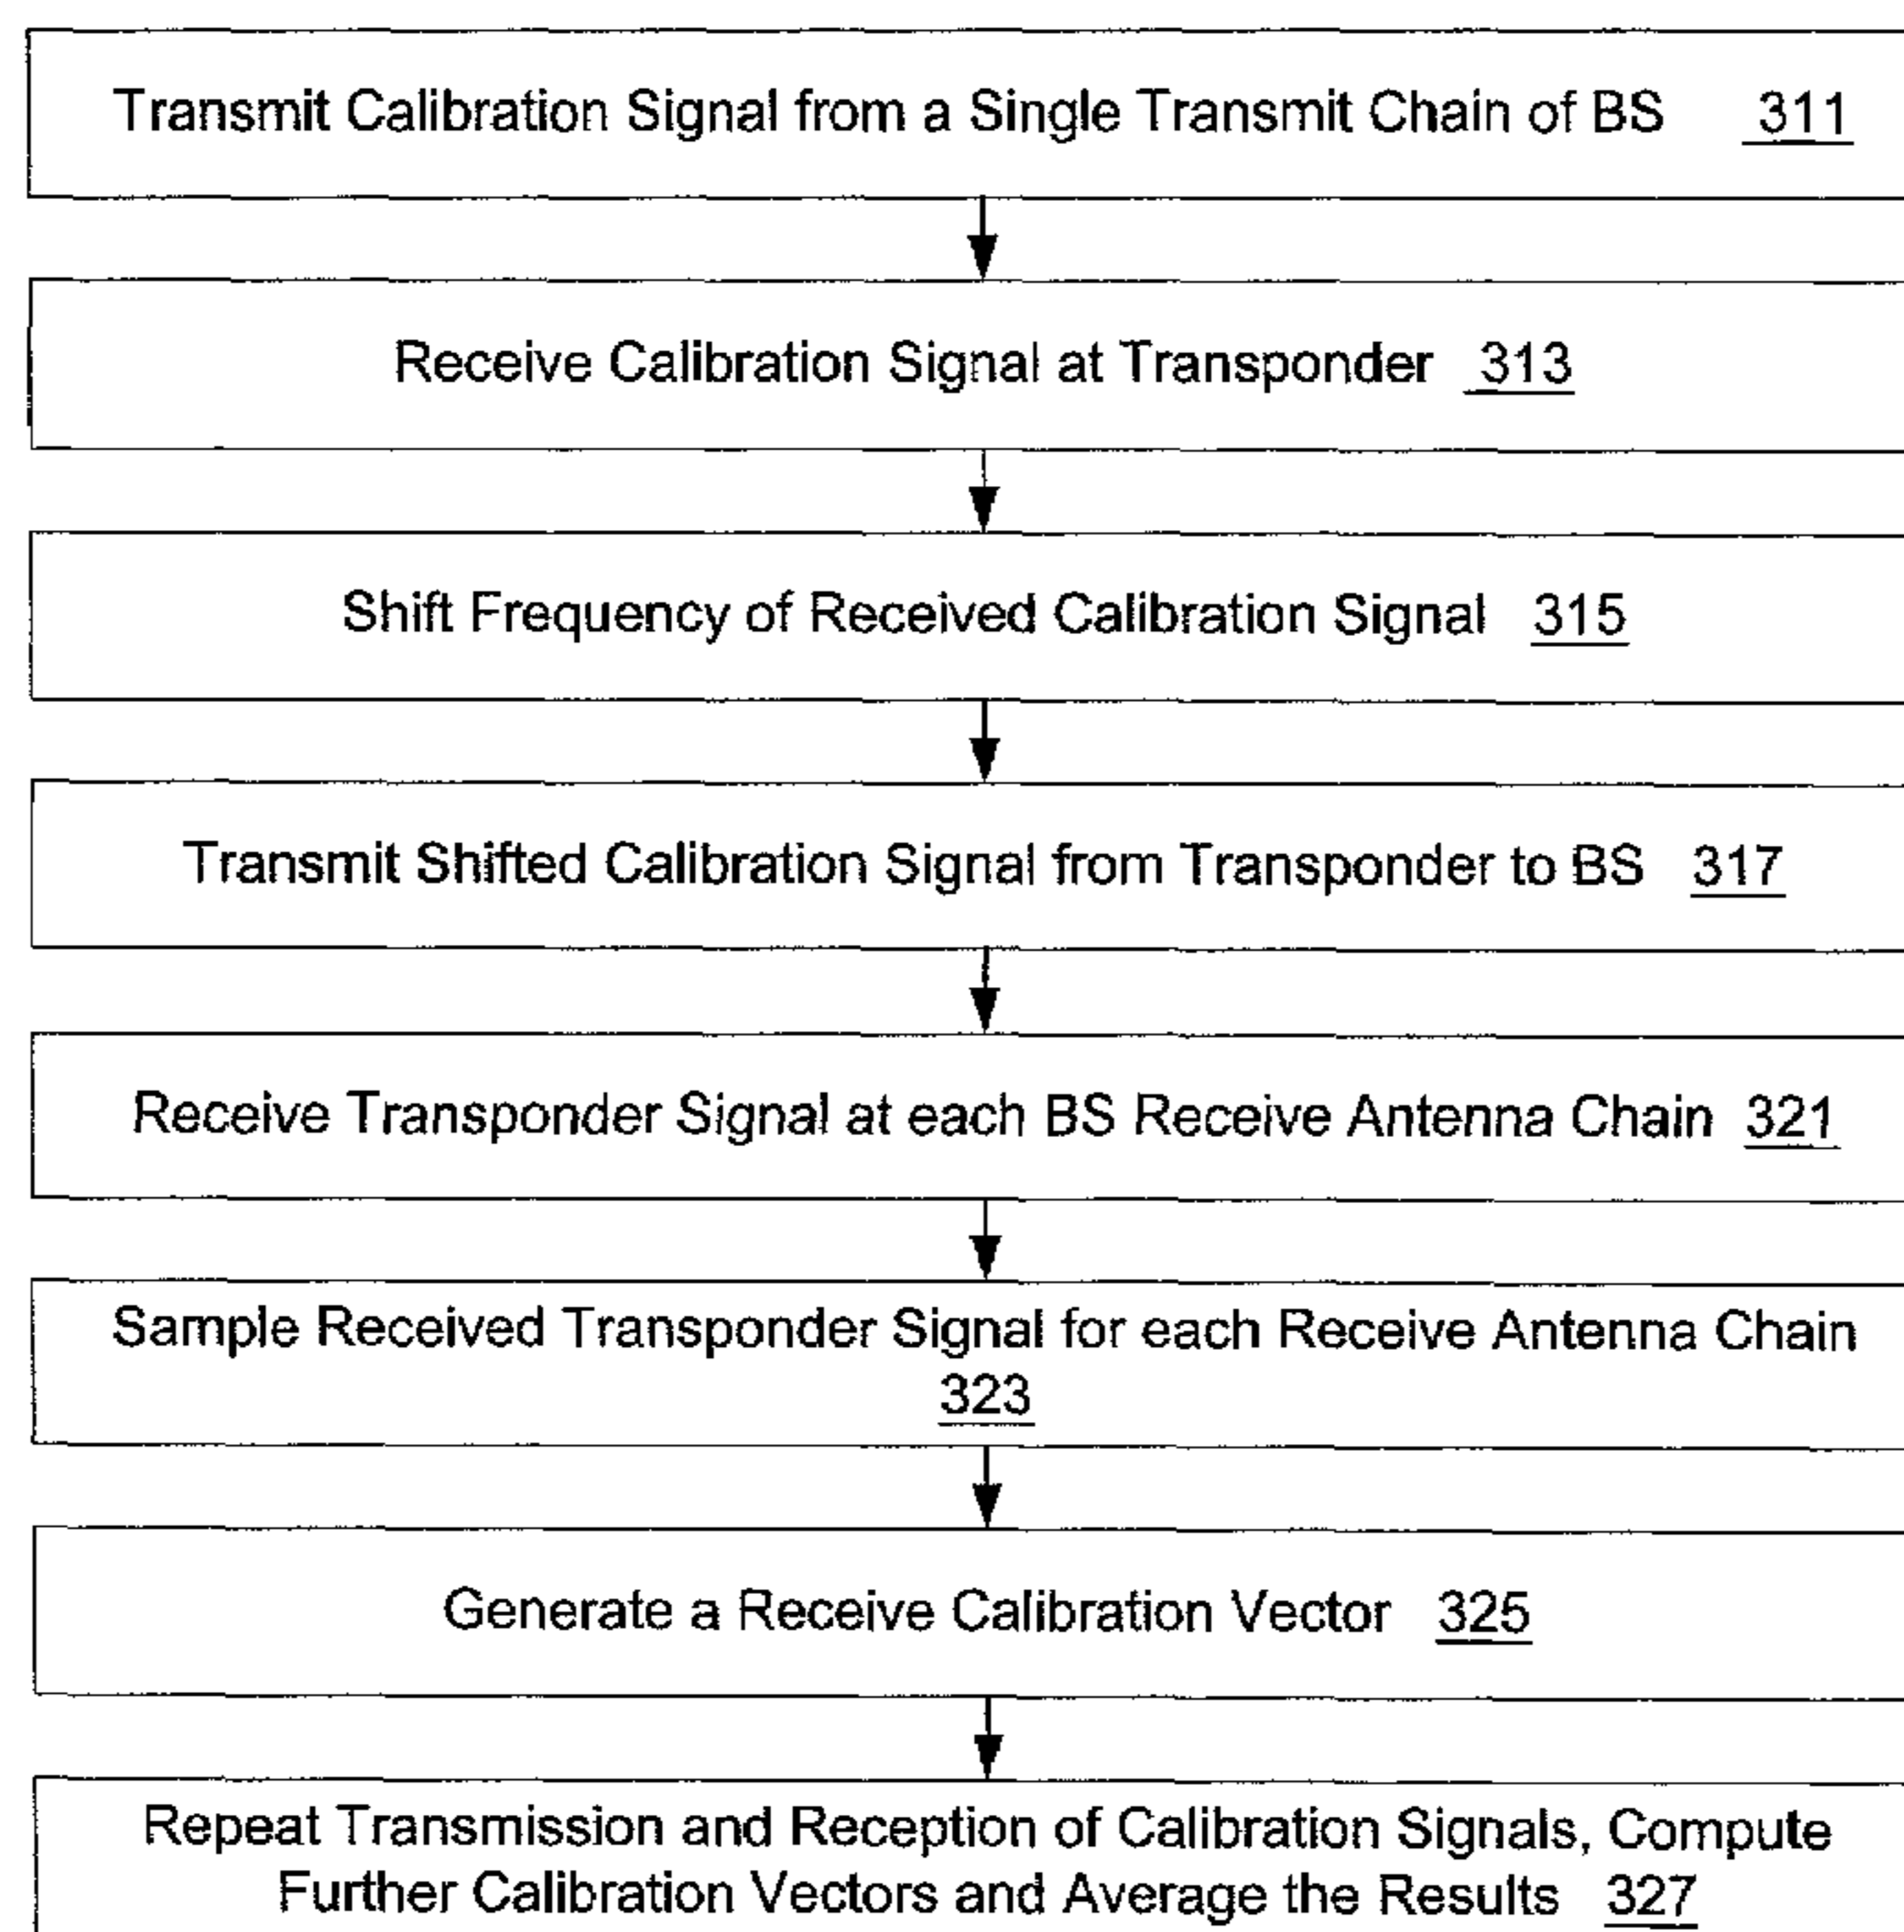 Transmit Calibration Signal from a Single Transmit Chain of BS 311
Receive Calibration Signal at Transponder 313
Shift Frequency of Received Calibration Signal 315
Transmit Shifted Calibration Signal from Transponder to BS 317
Receive Transponder Signal at each BS Receive Antenna Chain 321
Sample Received Transponder Signal for each Receive Antenna Chain
323
Generate a Receive Calibration Vector 325
Repeat Transmission and Reception of Calibration Signals, Compute
Further Calibration Vectors and Average the Results 327